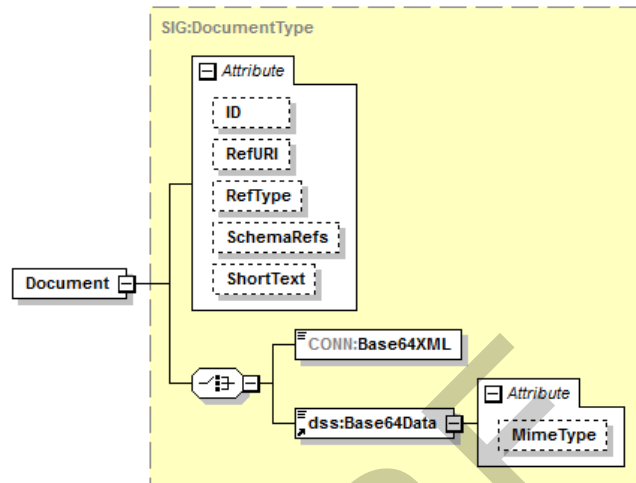 SIG:DocumentType
Attribute
ID
RefURI
RefType
SchemaRefs
ShortText
Document
CONN:Base64XML
Attribute
dss:Base64Data
MimeType